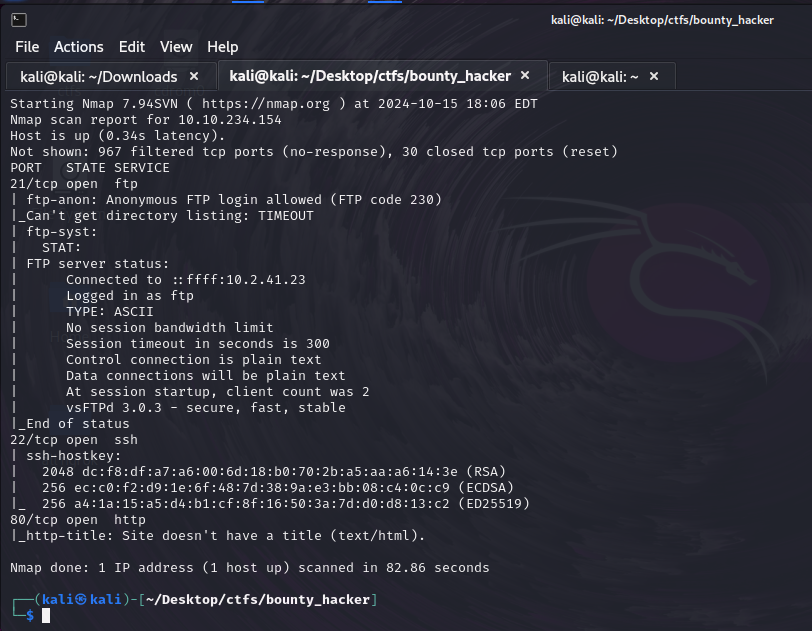 kali@kali: ~/Desktop/ctfs/bounty_hacker
File Actions Edit View Help
kali@kali: ~/Downloads × kali@kali: ~/Desktop/ctfs/bounty_hacker × kali@kali: ~ ×
Starting Nmap 7.94SVN ( https://nmap.org ) at 2024-10-15 18:06 EDT
Nmap scan report for 10.10.234.154
Host is up (0.34s latency).
Not shown: 967 filtered tcp ports (no-response), 30 closed tcp ports (reset)
PORT   STATE SERVICE
21/tcp open  ftp
| ftp-anon: Anonymous FTP login allowed (FTP code 230)
|_Can't get directory listing: TIMEOUT
| ftp-syst:
|   STAT:
| FTP server status:
|      Connected to ::ffff:10.2.41.23
|      Logged in as ftp
|      TYPE: ASCII
|      No session bandwidth limit
|      Session timeout in seconds is 300
|      Control connection is plain text
|      Data connections will be plain text
|      At session startup, client count was 2
|      vsFTPd 3.0.3 - secure, fast, stable
|_End of status
22/tcp open  ssh
| ssh-hostkey:
|   2048 dc:f8:df:a7:a6:00:6d:18:b0:70:2b:a5:aa:a6:14:3e (RSA)
|   256 ec:c0:f2:d9:1e:6f:48:7d:38:9a:e3:bb:08:c4:0c:c9 (ECDSA)
|_  256 a4:1a:15:a5:d4:b1:cf:8f:16:50:3a:7d:d0:d8:13:c2 (ED25519)
80/tcp open  http
|_http-title: Site doesn't have a title (text/html).
Nmap done: 1 IP address (1 host up) scanned in 82.86 seconds
┌──(kali㉿kali)-[~/Desktop/ctfs/bounty_hacker]
└─$